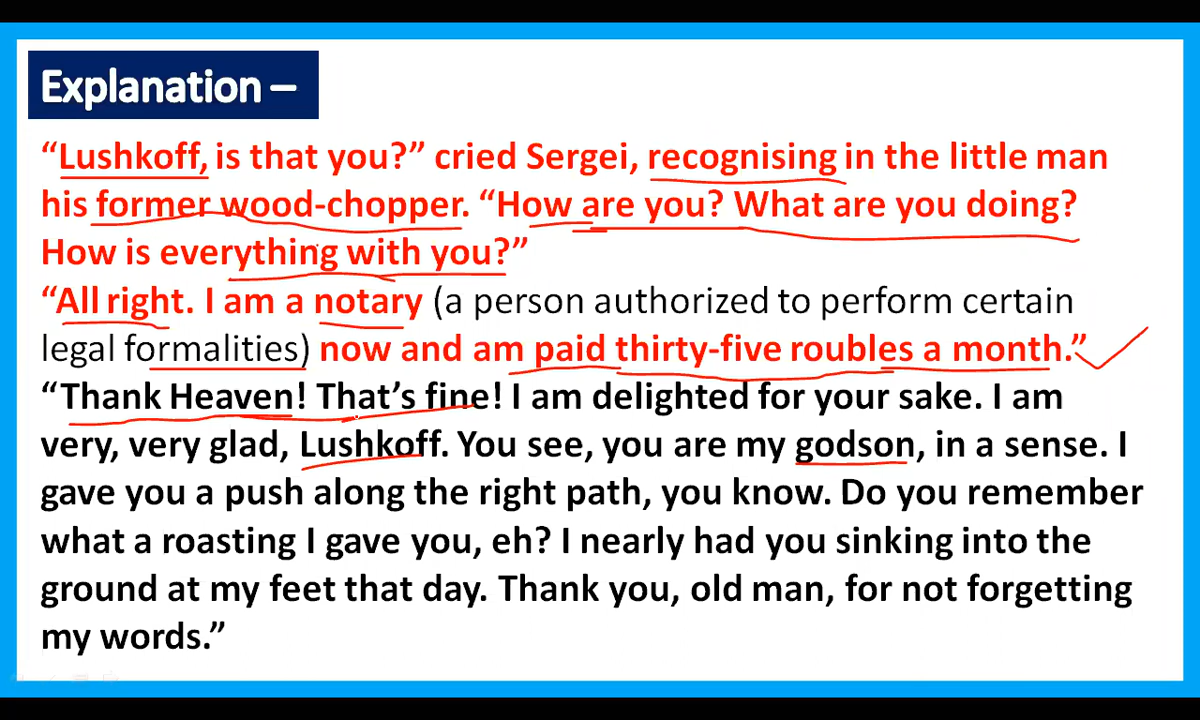 Explanation –
“Lushkoff, is that you?” cried Sergei, recognising in the little man
his former wood-chopper. “How are you? What are you doing?
How is everything with you?”
“All right. I am a notary (a person authorized to perform certain
legal formalities) now and am paid thirty-five roubles a month.”
“Thank Heaven! That’s fine! I am delighted for your sake. I am
very, very glad, Lushkoff. You see, you are my godson, in a sense. I
gave you a push along the right path, you know. Do you remember
what a roasting I gave you, eh? I nearly had you sinking into the
ground at my feet that day. Thank you, old man, for not forgetting
my words.”